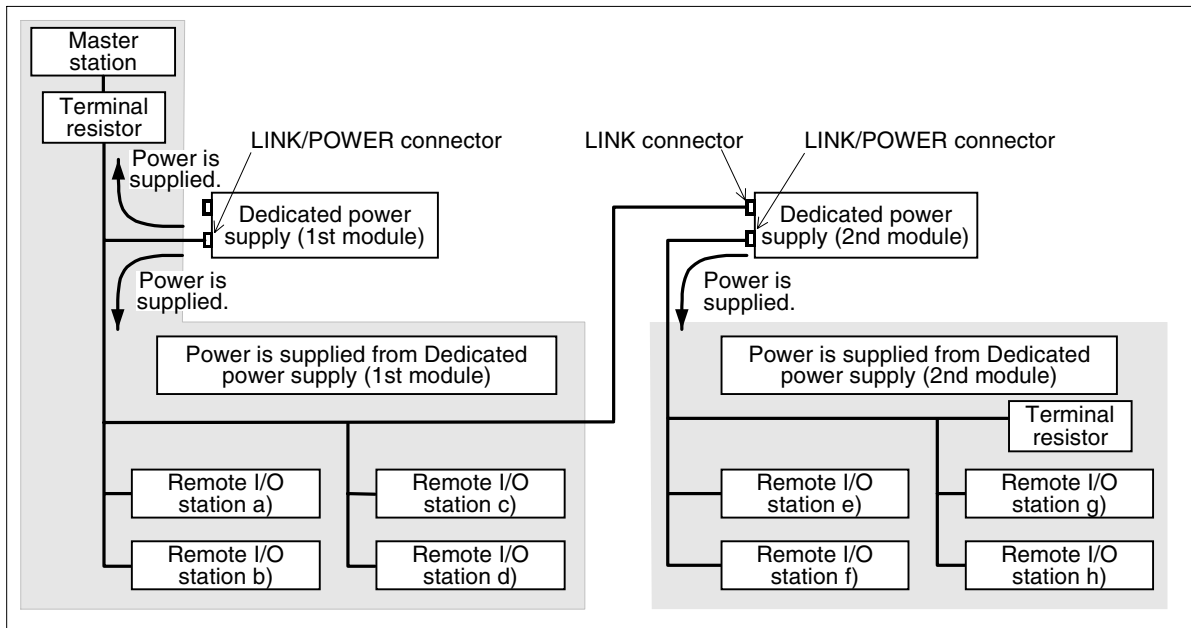 Master
station
Terminal
resistor
LINK/POWER connector
LINK connector
LINK/POWER connector
Power is
supplied.
Dedicated power
supply (1st module)
Dedicated power
supply (2nd module)
Power is
supplied.
Power is
supplied.
Power is supplied from Dedicated
power supply (1st module)
Power is supplied from Dedicated
power supply (2nd module)
Terminal
resistor
Remote I/O
station a)
Remote I/O
station c)
Remote I/O
station e)
Remote I/O
station g)
Remote I/O
station b)
Remote I/O
station d)
Remote I/O
station f)
Remote I/O
station h)